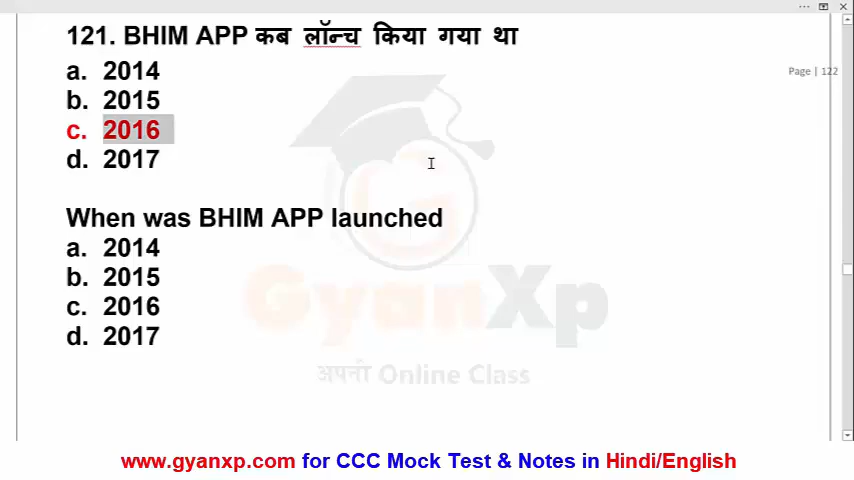 121. BHIM APP कब लॉन्च किया गया था
Page | 122
a. 2014
b. 2015
c. 2016
d. 2017
When was BHIM APP launched
a. 2014
b. 2015
c. 2016
d. 2017
GyanXp
अपनी Online Class
www.gyanxp.com for CCC Mock Test & Notes in Hindi/English